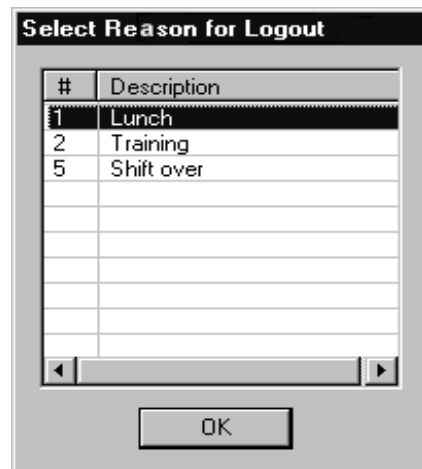 Select Reason for Logout
# Description
1 Lunch
2 Training
5 Shift over
OK